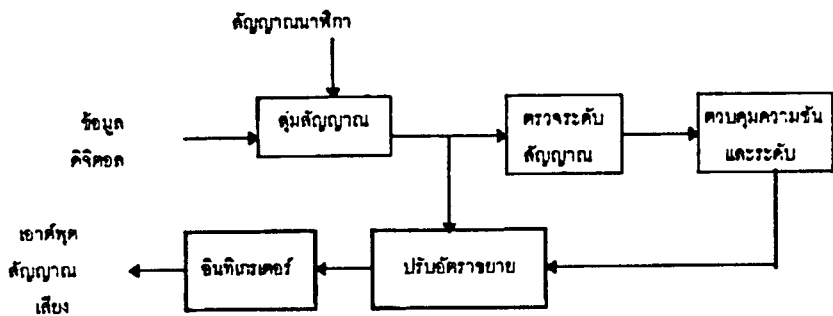 สัญญาณนาฬิกา
ข้อมูล
ดิจิตอล
สุ่มสัญญาณ
ตรวจระดับ
สัญญาณ
ควบคุมความชัน
และระดับ
เอาต์พุต
สัญญาณ
เสียง
อินทิเกรเตอร์
ปรับอัตราขยาย